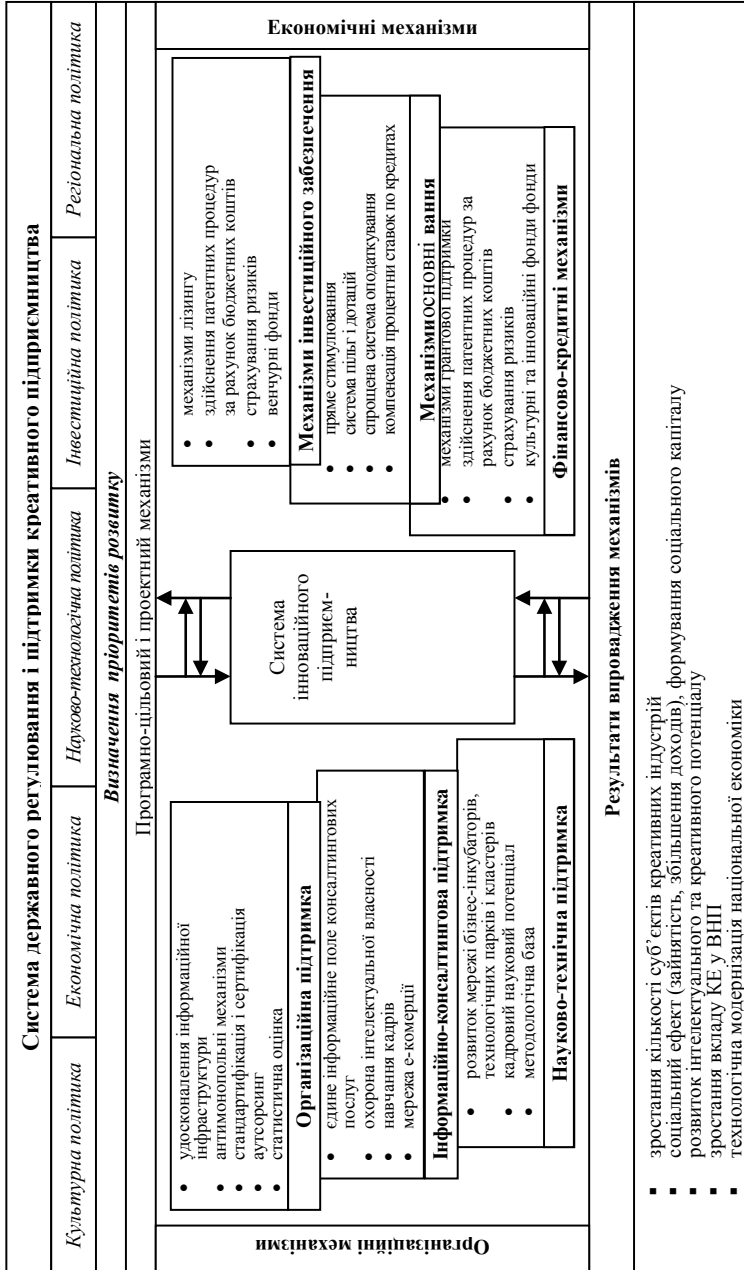 Система державного регулювання і підтримки креативного підприємництва
Культурна політика
Економічна політика
Науково-технологічна політика
Інвестиційна політика
Регіональна політика
Визначення пріоритетів розвитку
Програмно-цільовий і проектний механізми
Організаційні механізми
• удосконалення інформаційної
інфраструктури
• антимонопольні механізми
• стандартифікація і сертифікація
• аутсорсинг
• статистична оцінка
Організаційна підтримка
• єдине інформаційне поле консалтингових
послуг
• охорона інтелектуальної власності
• навчання кадрів
• мережа е-комерції
Інформаційно-консалтингова підтримка
• розвиток мережі бізнес-інкубаторів,
технологічних парків і кластерів
• кадровий науковий потенціал
• методологічна база
Науково-технічна підтримка
Система
інноваційного
підприєм-
ництва
• механізми лізингу
• здійснення патентних процедур
за рахунок бюджетних коштів
• страхування ризиків
• венчурні фонди
Механізми інвестиційного забезпечення
• пряме стимулювання
• система пільг і дотацій
• спрощена система оподаткування
• компенсація процентни ставок по кредитах
Механізмиосновні вання
• механізми грантової підтримки
• здійснення патентних процедур за
рахунок бюджетних коштів
• страхування ризиків
• культурні та інноваційні фонди фонди
Фінансово-кредитні механізми
Економічні механізми
Результати впровадження механізмів
▪ зростання кількості суб’єктів креативних індустрій
▪ соціальний ефект (зайнятість, збільшення доходів), формування соціального капіталу
▪ розвиток інтелектуального та креативного потенціалу
▪ зростання вкладу КЕ у ВНП
▪ технологічна модернізація національної економіки